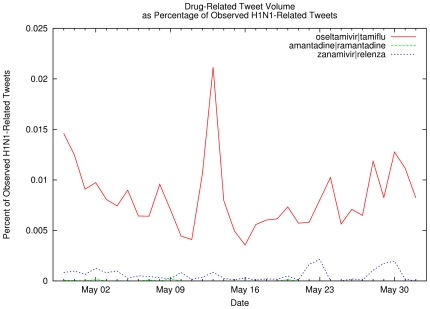 Drug-Related Tweet Volume
as Percentage of Observed H1N1-Related Tweets
0.025
oseltamivir|tamiflu
amantadine|ramantadine
zanamivir|relenza
0.02
0.015
0.01
0.005
0
Percent of Observed H1N1-Related Tweets
May 02
May 09
May 16
May 23
May 30
Date